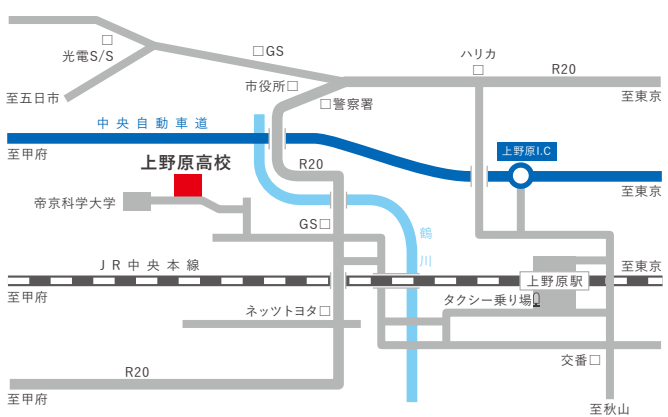 光電S/S
GS
ハリカ
市役所
R20
至五日市
警察署
至東京
中央自動車道
上野原I.C
至甲府
上野原高校
R20
至東京
帝京科学大学
GS
鶴川
JR中央本線
至東京
上野原駅
至甲府
タクシー乗り場
ネッツトヨタ
交番
R20
至甲府
至秋山